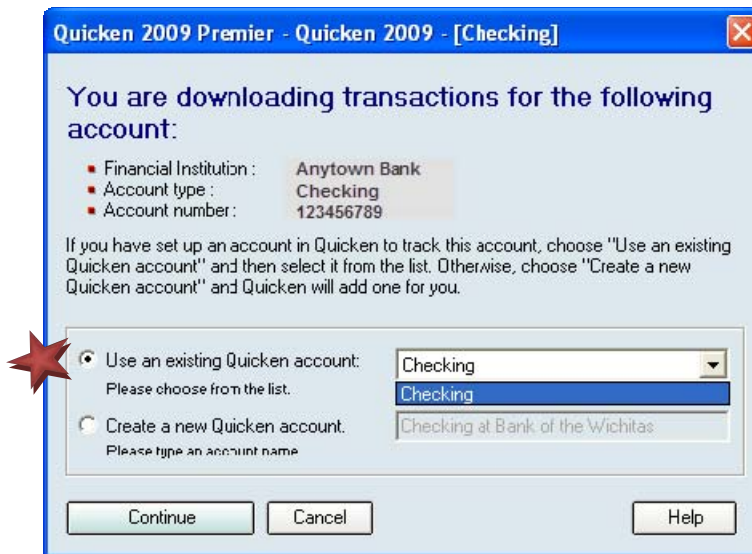 Quicken 2009 Premier - Quicken 2009 - [Checking]
You are downloading transactions for the following
account:
Financial Institution : Anytown Bank
Account type : Checking
Account number : 123456789
If you have set up an account in Quicken to track this account, choose "Use an existing
Quicken account" and then select it from the list. Otherwise, choose "Create a new
Quicken account" and Quicken will add one for you.
Use an existing Quicken account: Checking
Please choose from the list. Checking
Create a new Quicken account. Checking at Bank of the Wichitas
Please type an account name
Continue Cancel Help